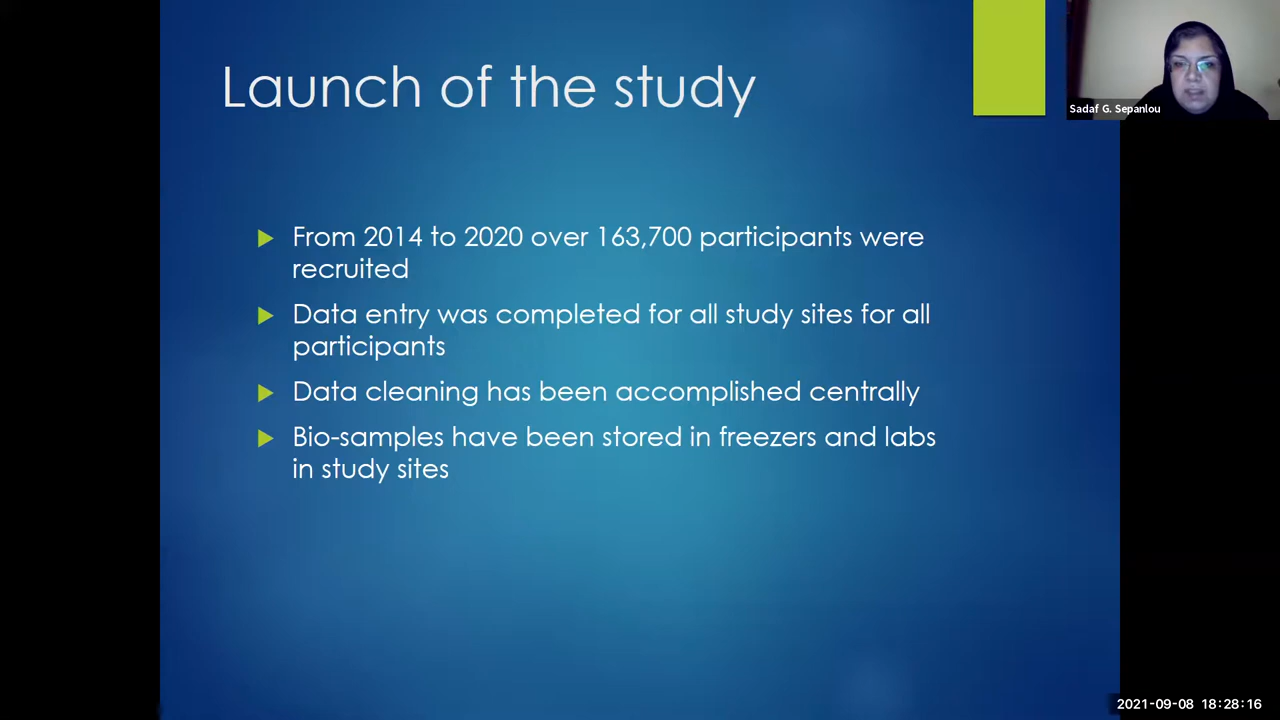 Launch of the study
Sadaf G. Sepanlou
From 2014 to 2020 over 163,700 participants were
recruited
Data entry was completed for all study sites for all
participants
Data cleaning has been accomplished centrally
Bio-samples have been stored in freezers and labs
in study sites
2021-09-08 18:28:16